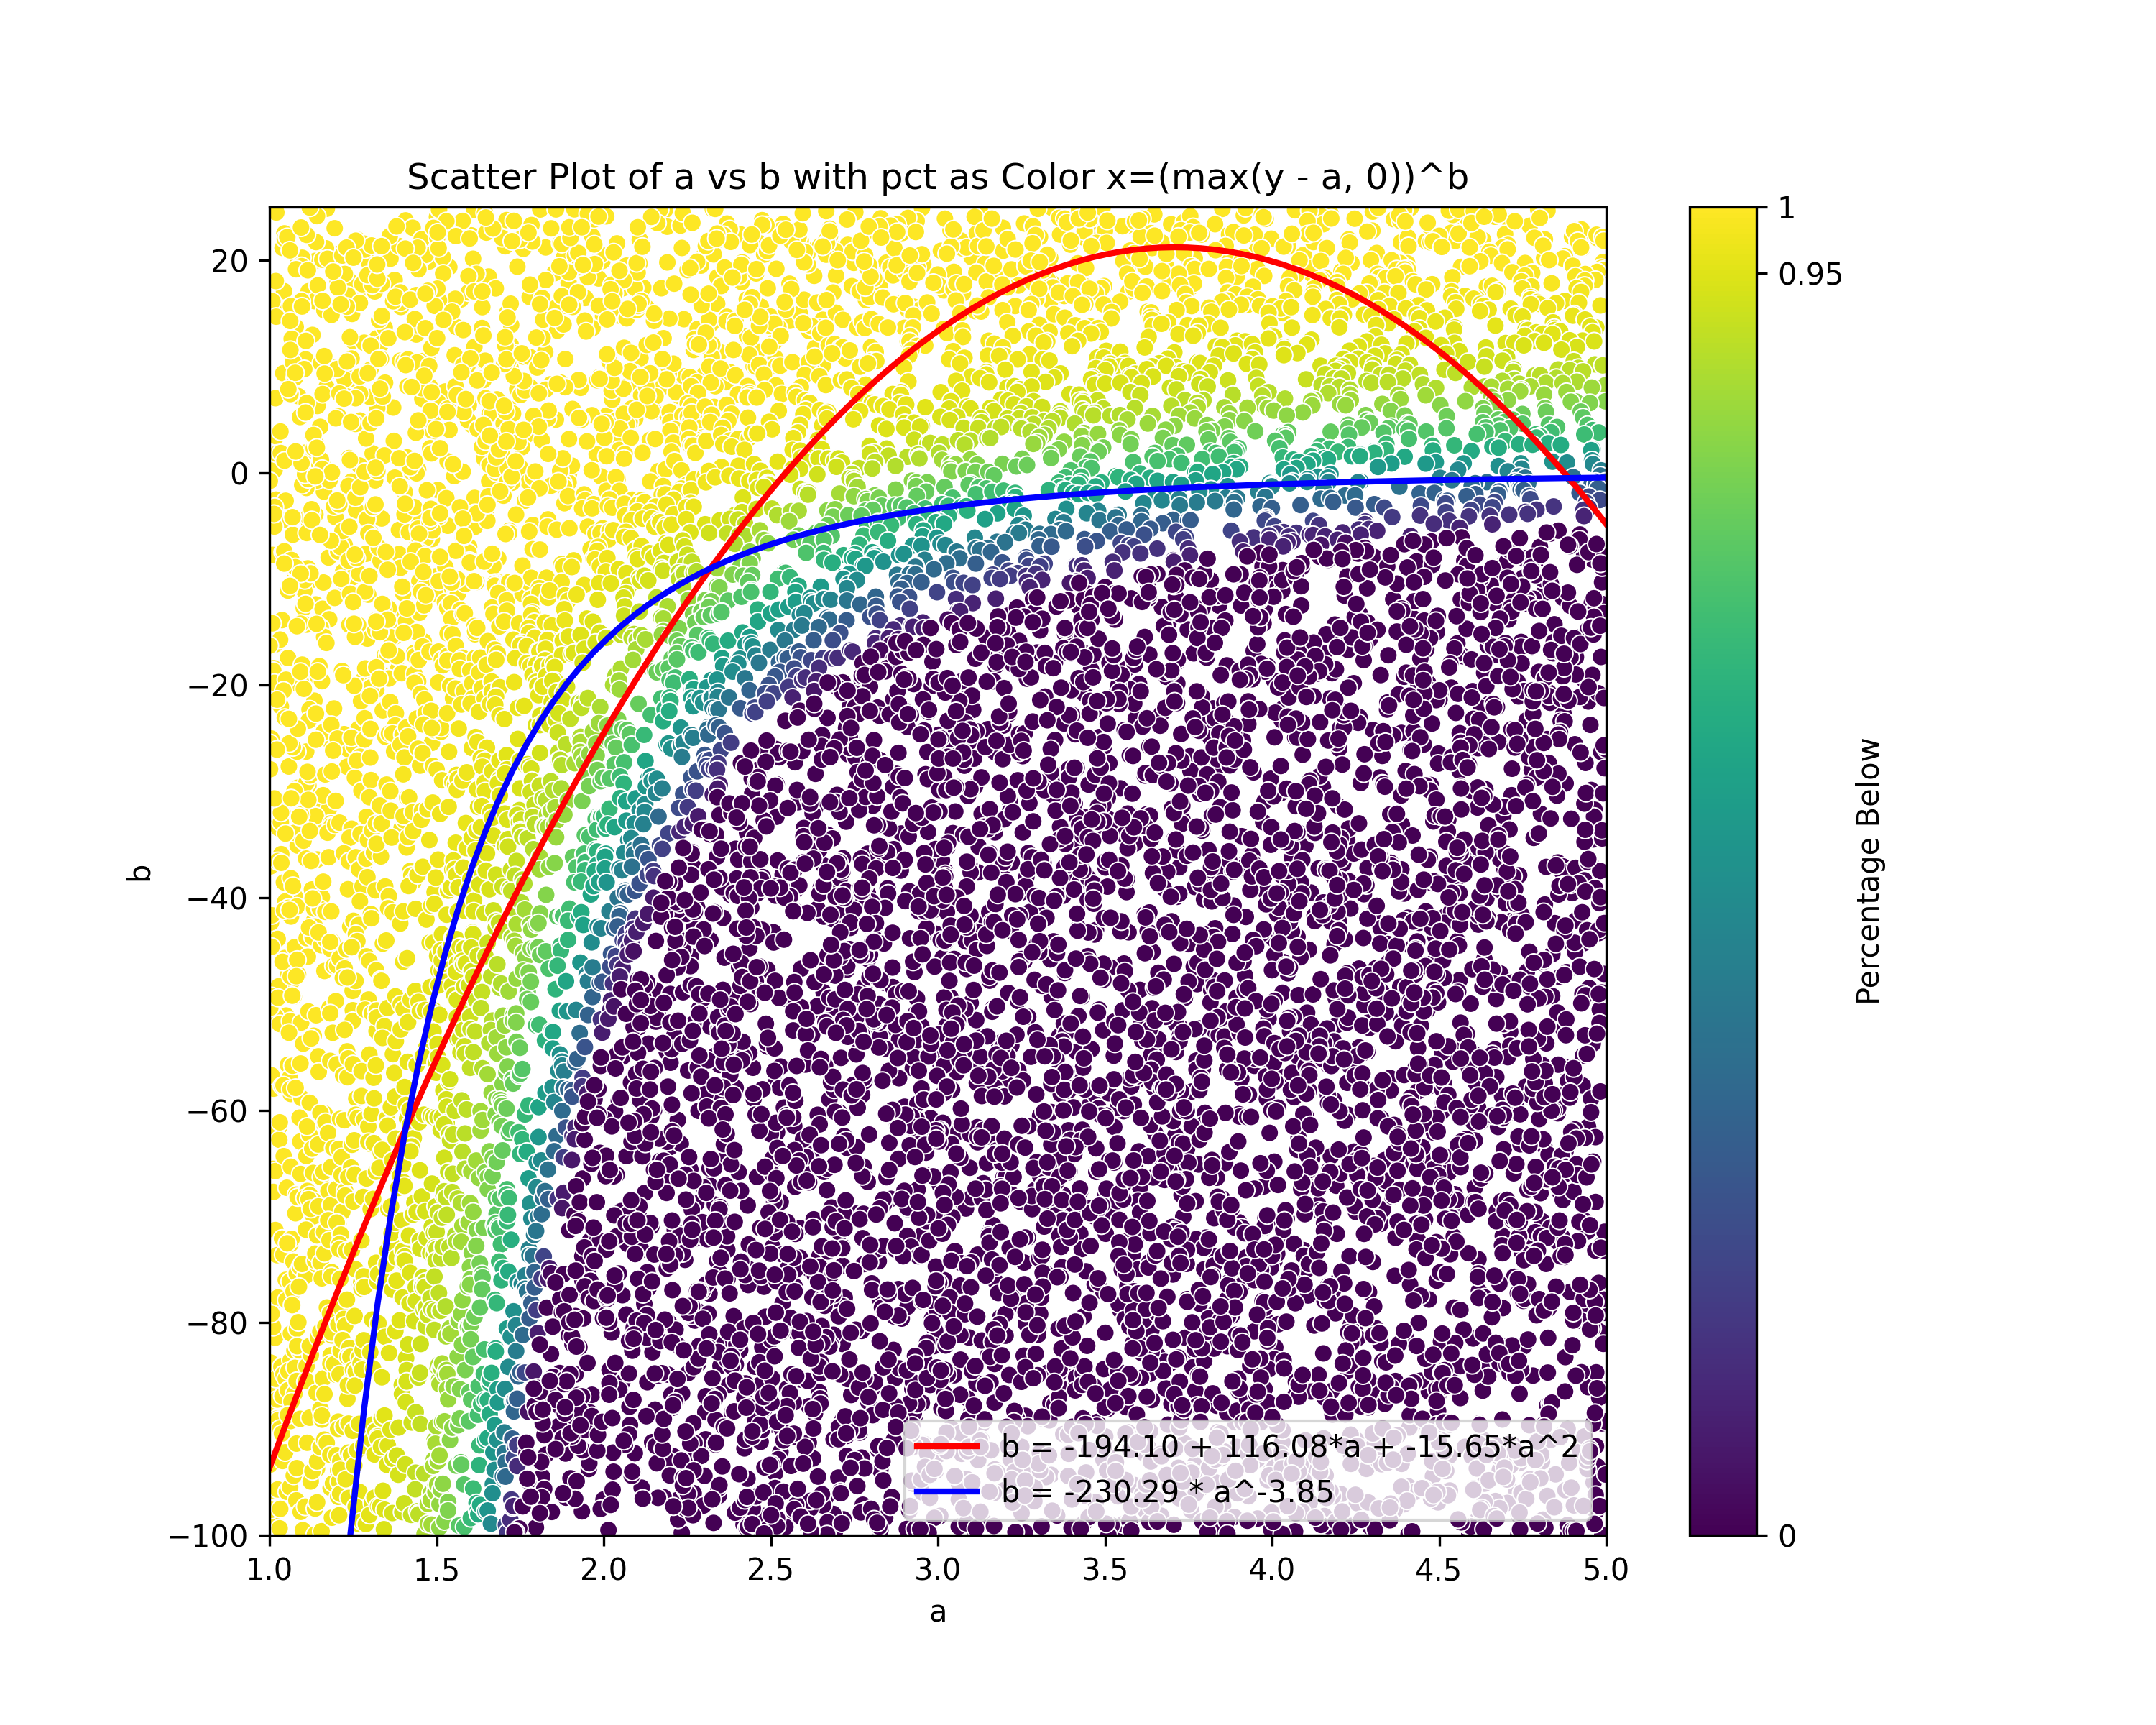 Scatter Plot of a vs b with pct as Color x=(max(y - a, 0))^b
20
0
−20
−40
−60
−80
−100
b
1.0 1.5 2.0 2.5 3.0 3.5 4.0 4.5 5.0
a
b = -194.10 + 116.08*a + -15.65*a^2
b = -230.29 * a^-3.85
1
0.95
0
Percentage Below